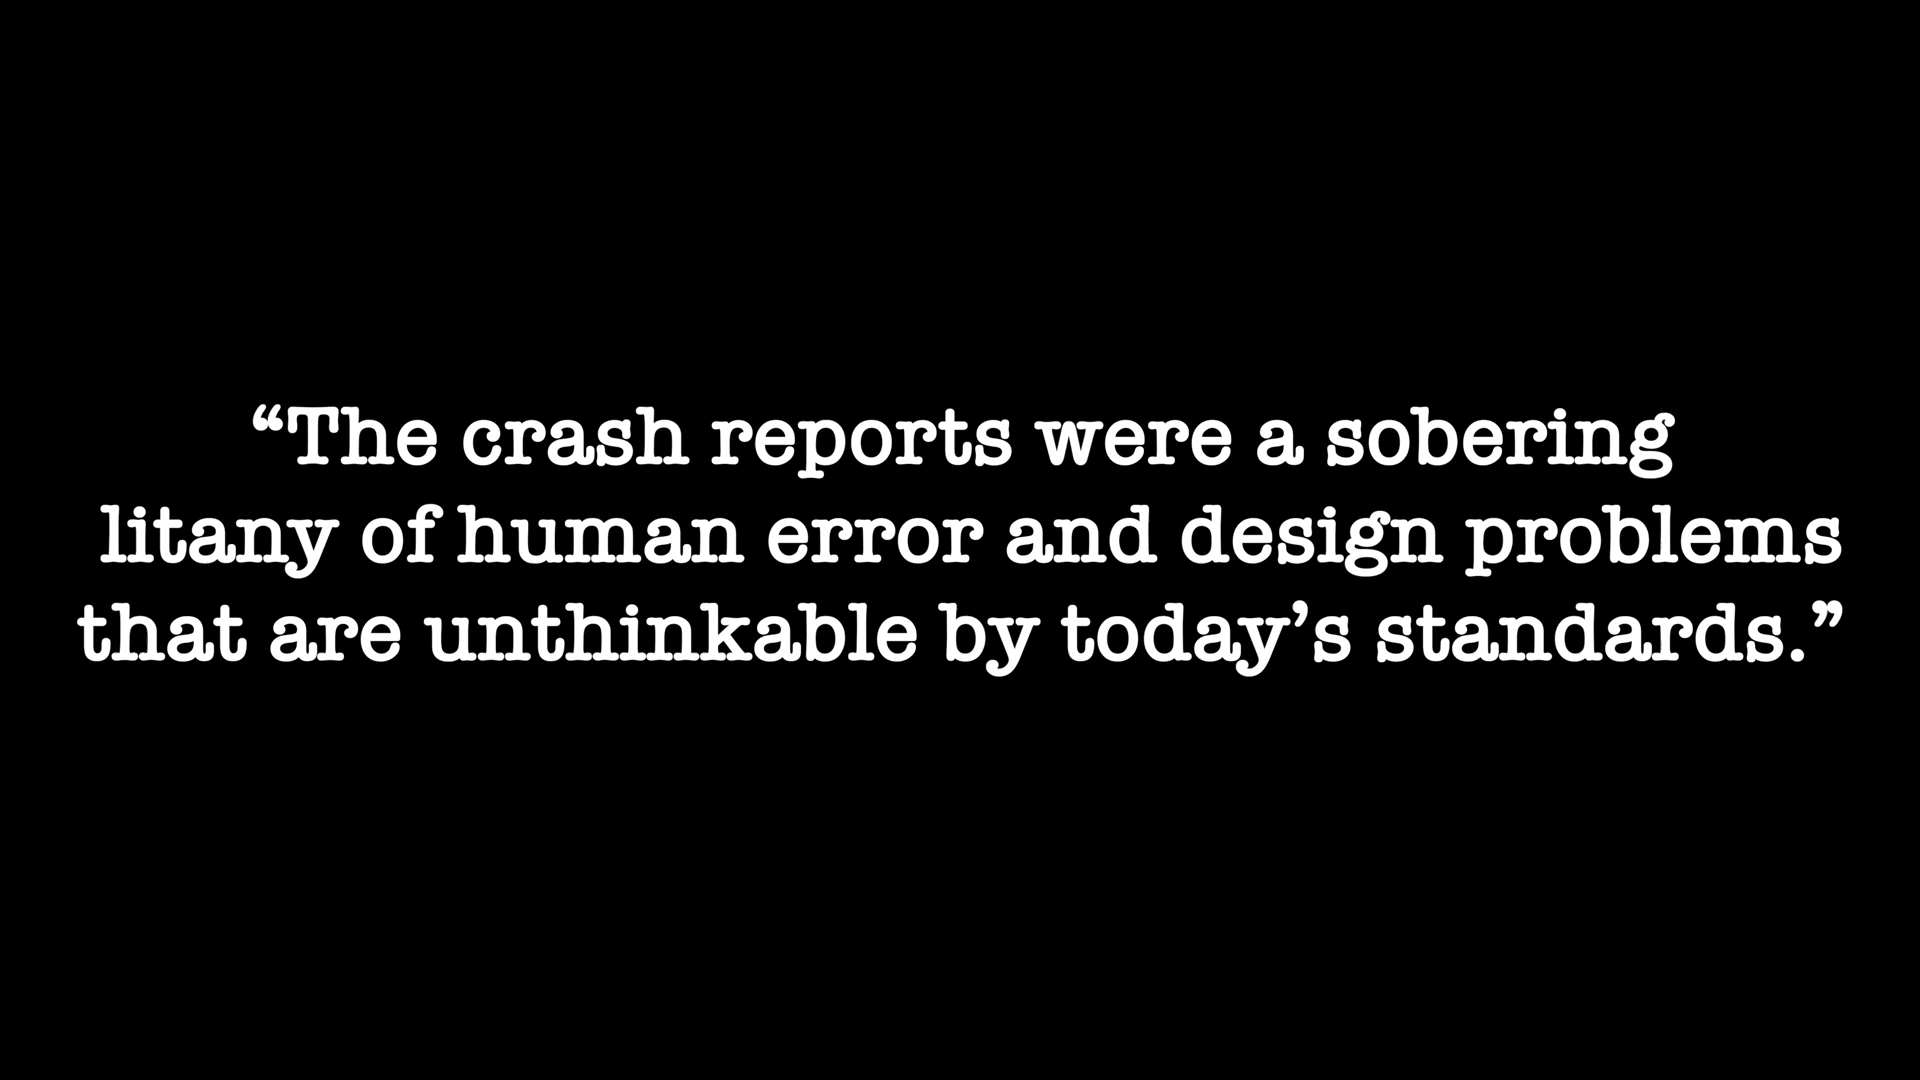 “The crash reports were a sobering
litany of human error and design problems
that are unthinkable by today’s standards.”